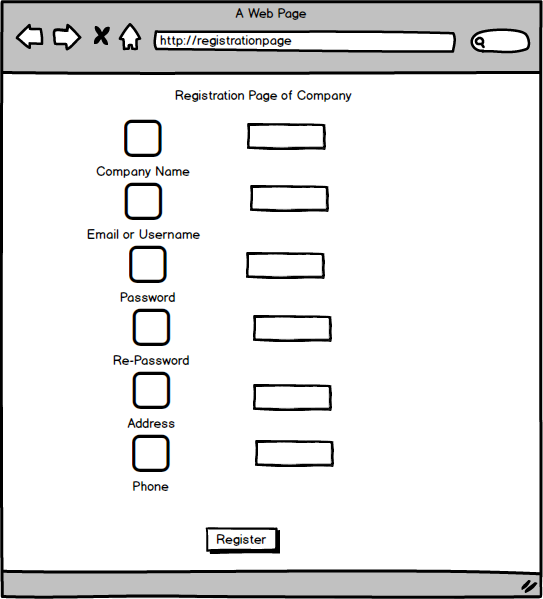 A Web Page
http://registrationpage
Registration Page of Company
Company Name
Email or Username
Password
Re-Password
Address
Phone
Register